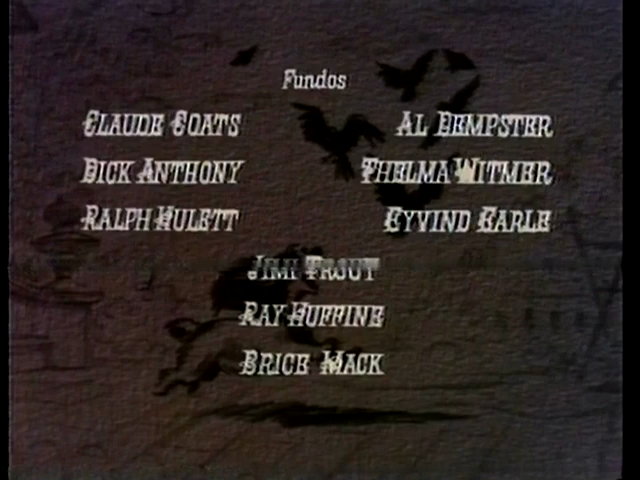 Fundos
CLAUDE COATS
AL DEMPSTER
DICK ANTHONY
THELMA WITMER
RALPH HULETT
EYVIND EARLE
JIMI TROUT
RAY HUFFINE
BRICE MACK